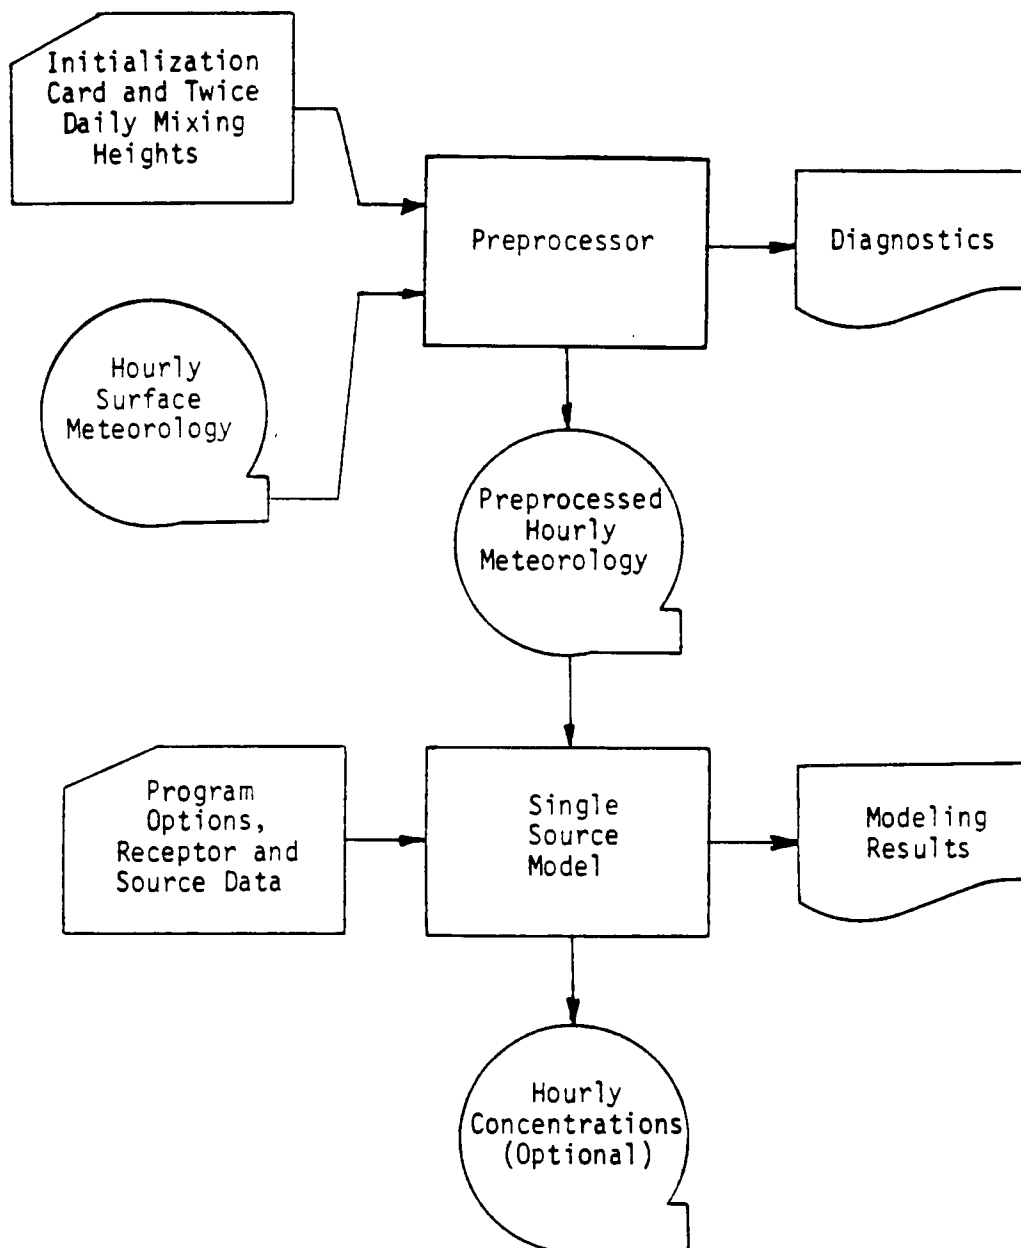 Initialization
Card and Twice
Daily Mixing
Heights
Preprocessor
Diagnostics
Hourly
Surface
Meteorology
Preprocessed
Hourly
Meteorology
Program
Options,
Receptor and
Source Data
Single
Source
Model
Modeling
Results
Hourly
Concentrations
(Optional)